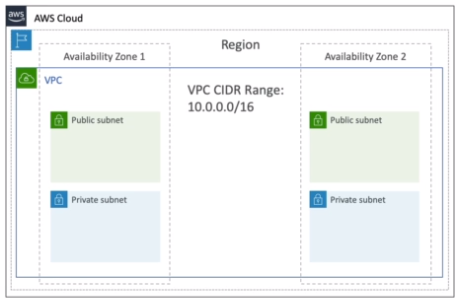 aws
AWS Cloud
Region
Availability Zone 1
Availability Zone 2
VPC
VPC CIDR Range:
10.0.0.0/16
Public subnet
Public subnet
Private subnet
Private subnet